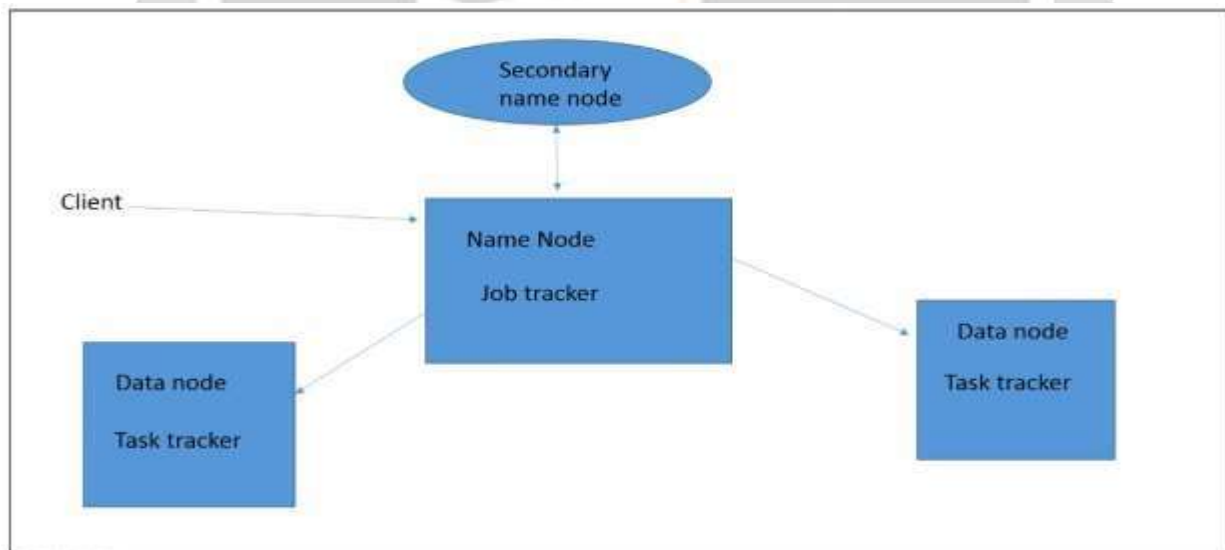 Secondary
name node
Client
Name Node
Job tracker
Data node
Task tracker
Data node
Task tracker